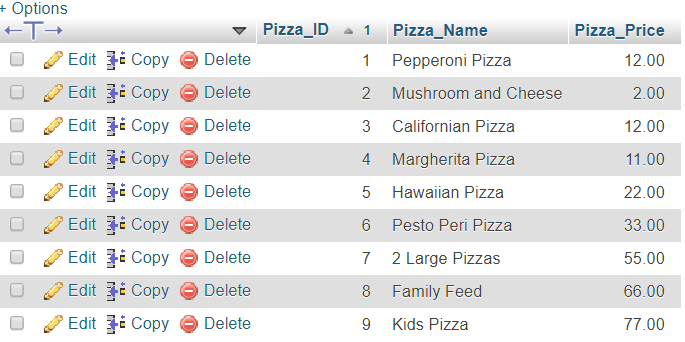 + Options
←T→ Pizza_ID 1 Pizza_Name Pizza_Price
Edit Copy Delete 1 Pepperoni Pizza 12.00
Edit Copy Delete 2 Mushroom and Cheese 2.00
Edit Copy Delete 3 Californian Pizza 12.00
Edit Copy Delete 4 Margherita Pizza 11.00
Edit Copy Delete 5 Hawaiian Pizza 22.00
Edit Copy Delete 6 Pesto Peri Pizza 33.00
Edit Copy Delete 7 2 Large Pizzas 55.00
Edit Copy Delete 8 Family Feed 66.00
Edit Copy Delete 9 Kids Pizza 77.00